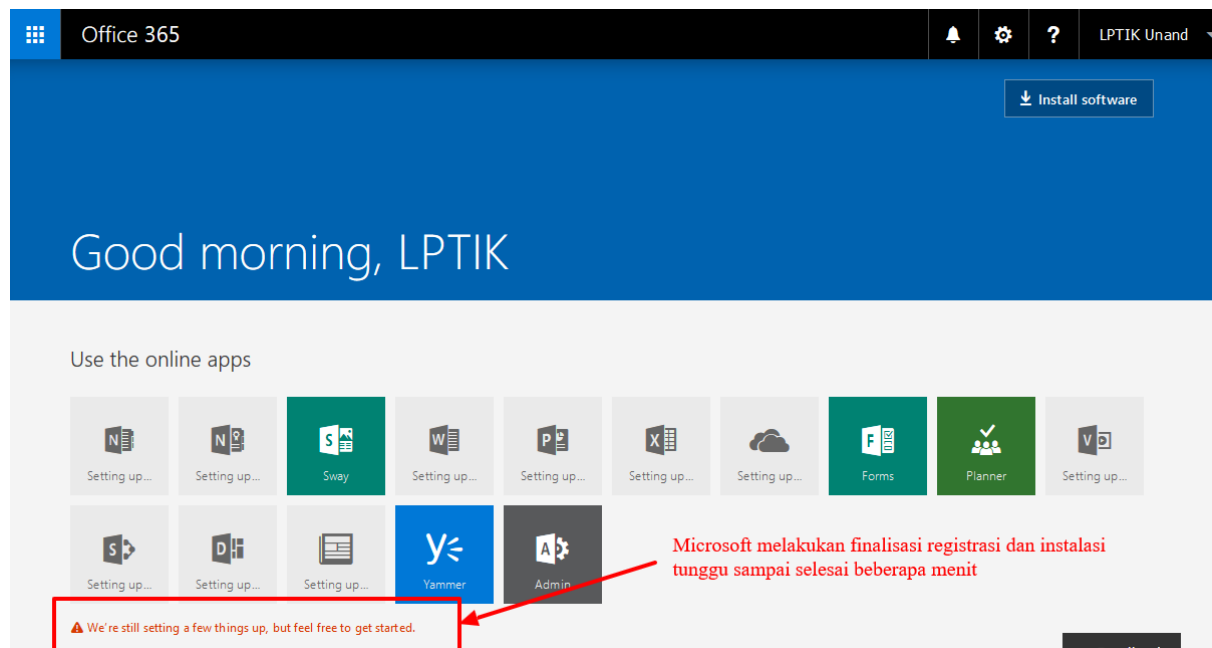 Office 365
?
LPTIK Unand
Install software
Good morning, LPTIK
Use the online apps
N
N
S
W
P
X
F
V
Setting up...
Setting up...
Sway
Setting up...
Setting up...
Setting up...
Setting up...
Forms
Planner
Setting up...
S
D
y
A
Setting up...
Setting up...
Setting up...
Yammer
Admin
Microsoft melakukan finalisasi registrasi dan instalasi
tunggu sampai selesai beberapa menit
We're still setting a few things up, but feel free to get started.